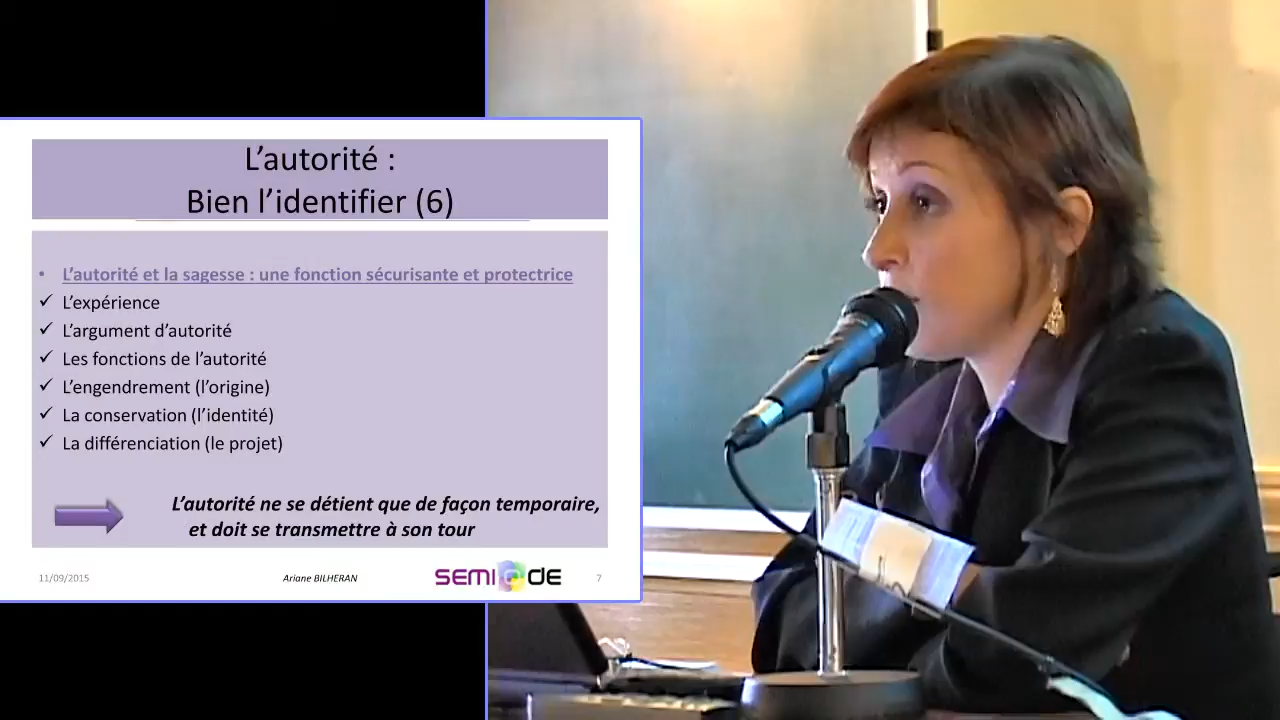 L’autorité :
Bien l’identifier (6)
• L’autorité et la sagesse : une fonction sécurisante et protectrice
✓ L’expérience
✓ L’argument d’autorité
✓ Les fonctions de l’autorité
✓ L’engendrement (l’origine)
✓ La conservation (l’identité)
✓ La différenciation (le projet)
L’autorité ne se détient que de façon temporaire,
et doit se transmettre à son tour
11/09/2015 Ariane BILHERAN SEMIODE 7